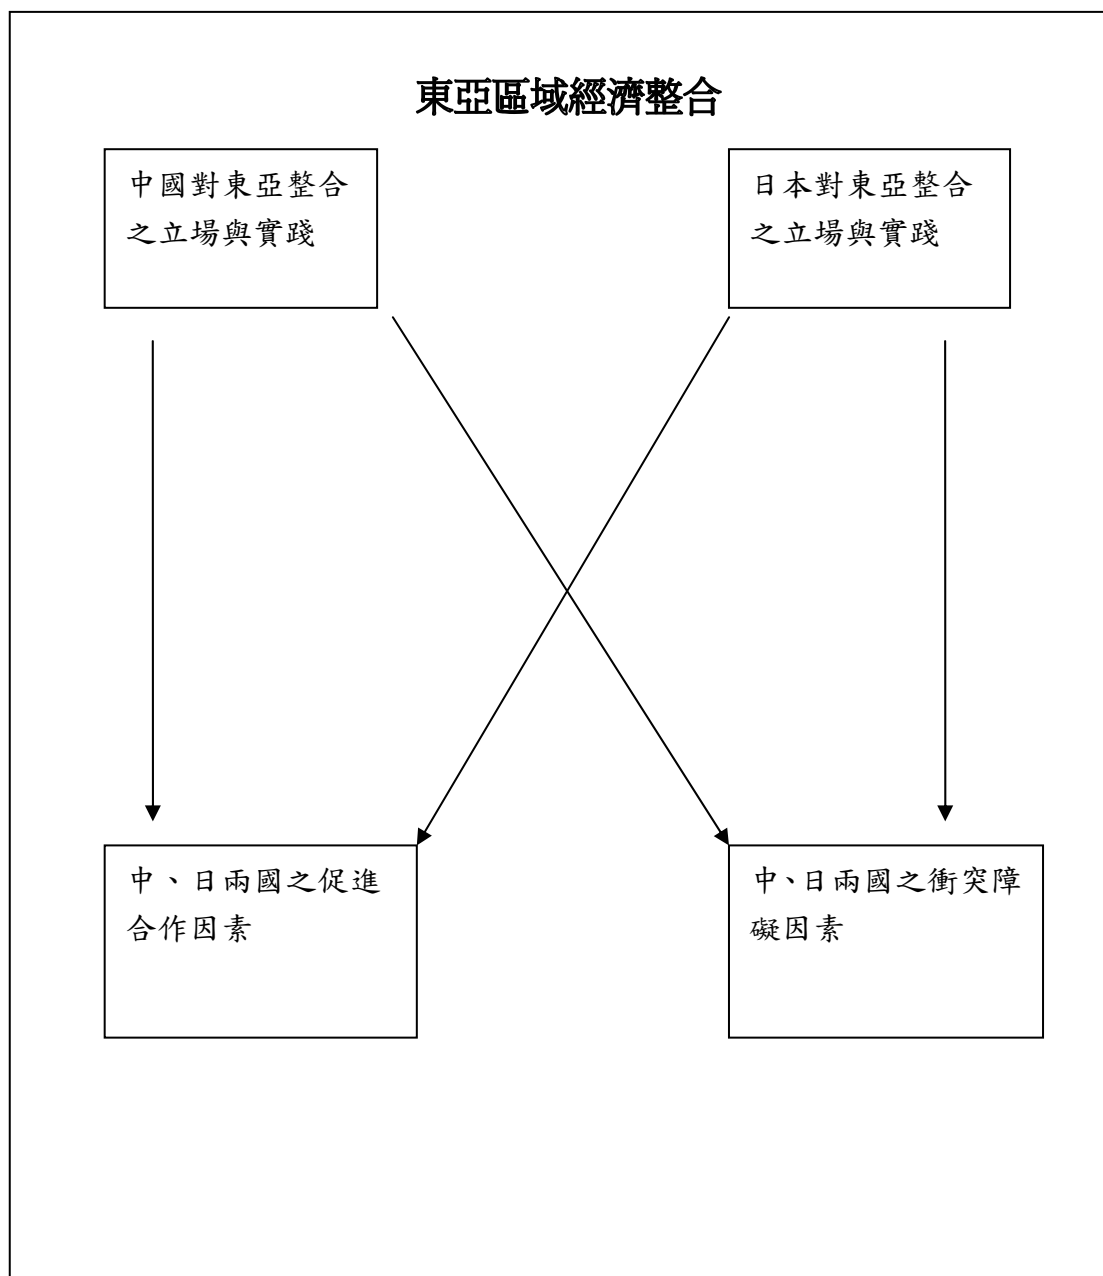 東亞區域經濟整合
中國對東亞整合
之立場與實踐
日本對東亞整合
之立場與實踐
中、日兩國之促進
合作因素
中、日兩國之衝突障
礙因素